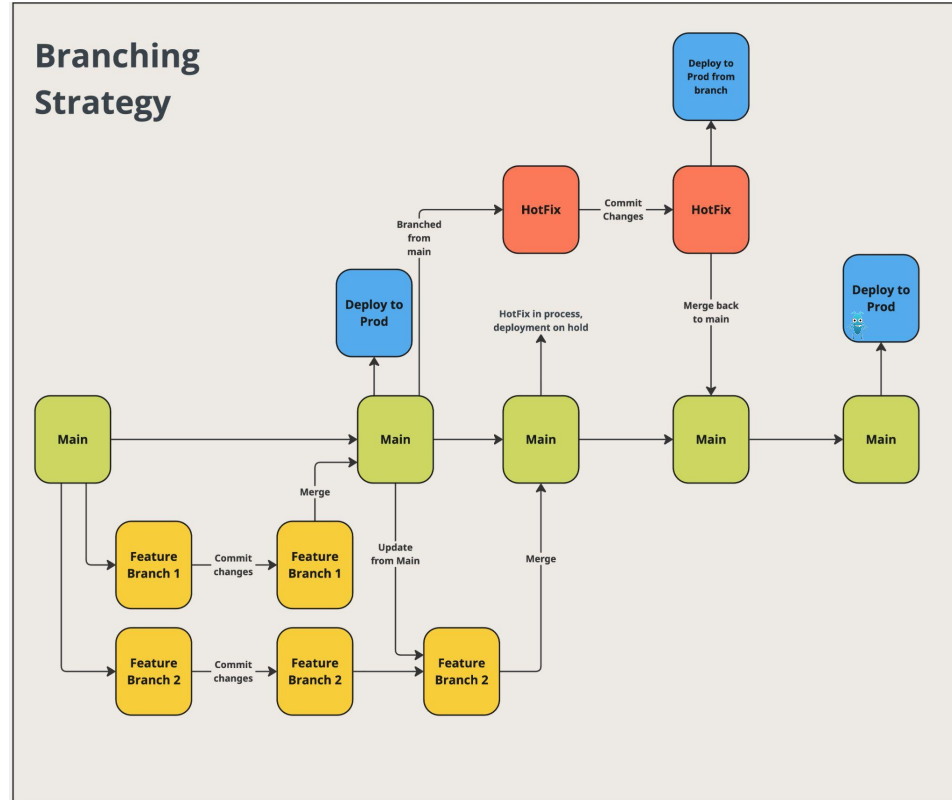 Branching
Strategy
Deploy to
Prod from
branch
HotFix
Commit
Changes
HotFix
Branched
from
main
Deploy to
Prod
HotFix in process,
deployment on hold
Merge back
to main
Deploy to
Prod
Main
Main
Main
Main
Main
Merge
Feature
Branch 1
Commit
changes
Feature
Branch 1
Update
from Main
Merge
Feature
Branch 2
Commit
changes
Feature
Branch 2
Feature
Branch 2